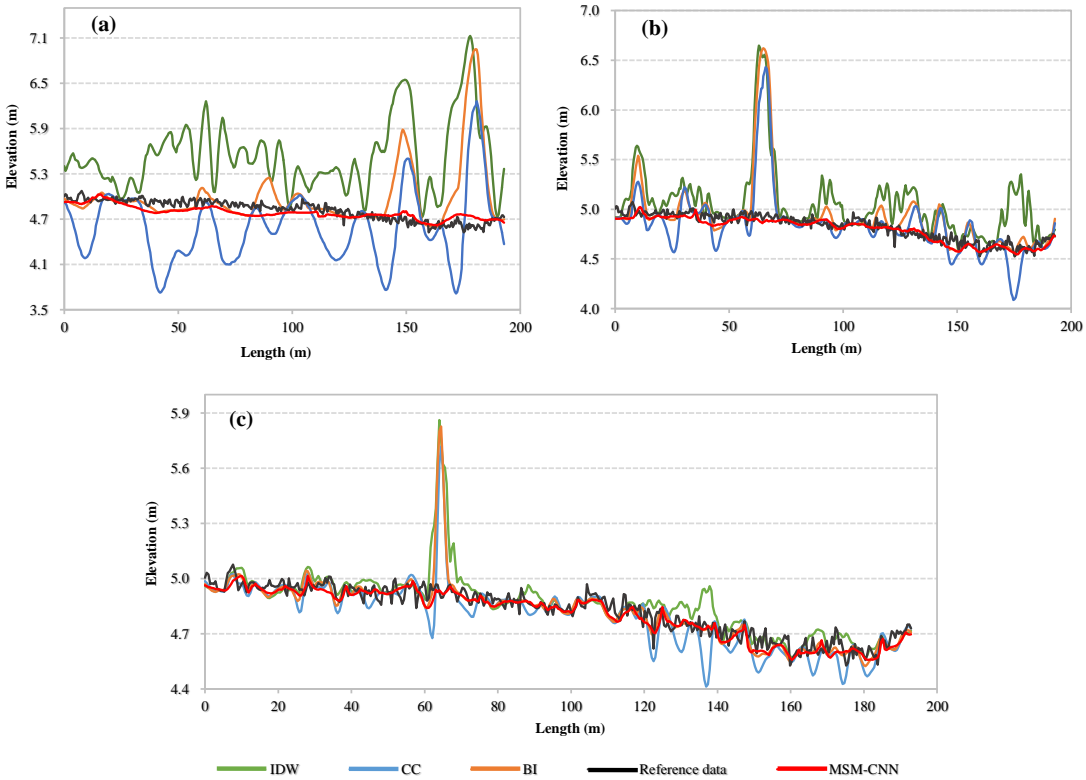 (a)
Elevation (m)
7.1
6.5
5.9
5.3
4.7
4.1
3.5
0 50 100 150 200
Length (m)
(b)
Elevation (m)
7.0
6.5
6.0
5.5
5.0
4.5
4.0
0 50 100 150 200
Length (m)
(c)
Elevation (m)
5.9
5.6
5.3
5.0
4.7
4.4
0 20 40 60 80 100 120 140 160 180 200
Length (m)
IDW CC BI Reference data MSM-CNN